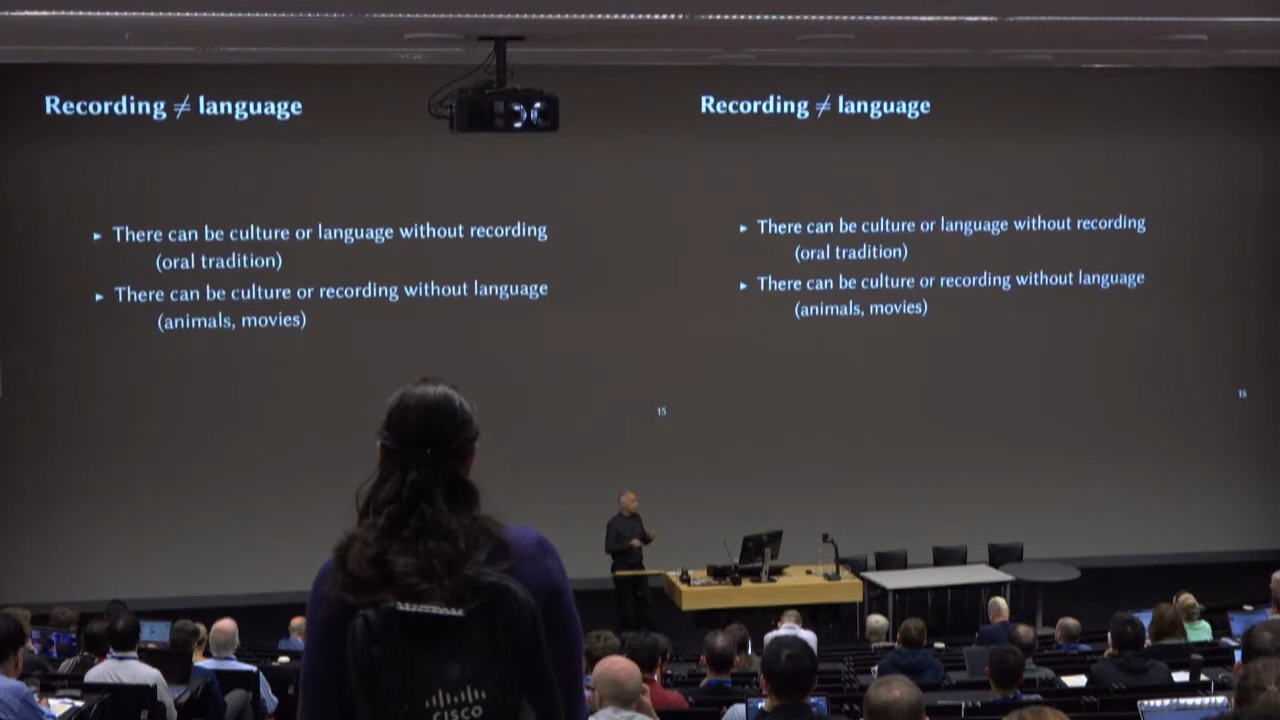 Recording ≠ language
▸ There can be culture or language without recording
(oral tradition)
▸ There can be culture or recording without language
(animals, movies)
15
Recording ≠ language
▸ There can be culture or language without recording
(oral tradition)
▸ There can be culture or recording without language
(animals, movies)
15
CISCO